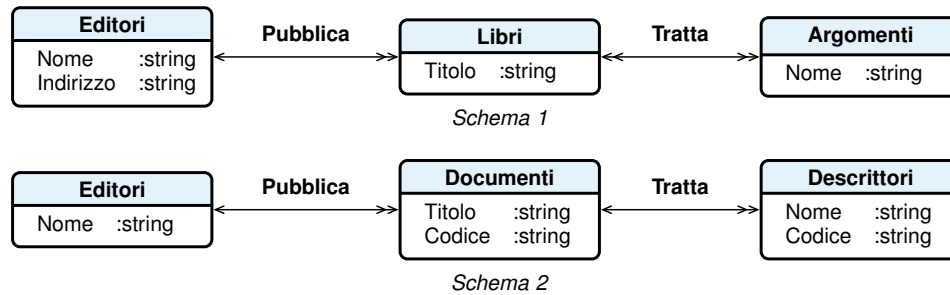 Editori Pubblica Libri Tratta Argomenti
Nome :string Titolo :string Nome :string
Indirizzo :string
Schema 1
Editori Pubblica Documenti Tratta Descrittori
Nome :string Titolo :string Nome :string
Codice :string Codice :string
Schema 2